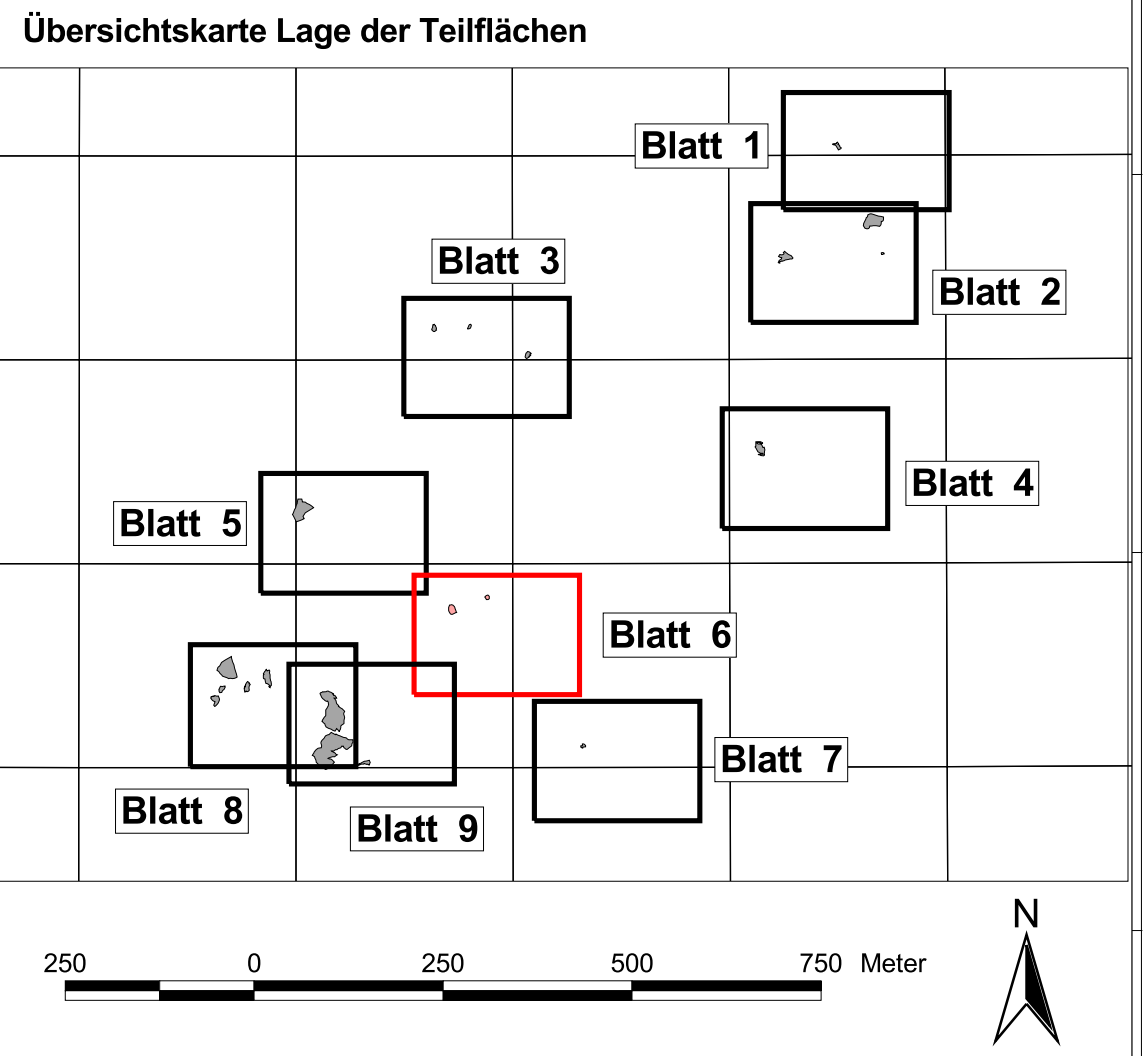 Übersichtskarte Lage der Teilflächen
Blatt 1
Blatt 3
Blatt 2
Blatt 4
Blatt 5
Blatt 6
Blatt 7
Blatt 8
Blatt 9
N
250 0 250 500 750 Meter